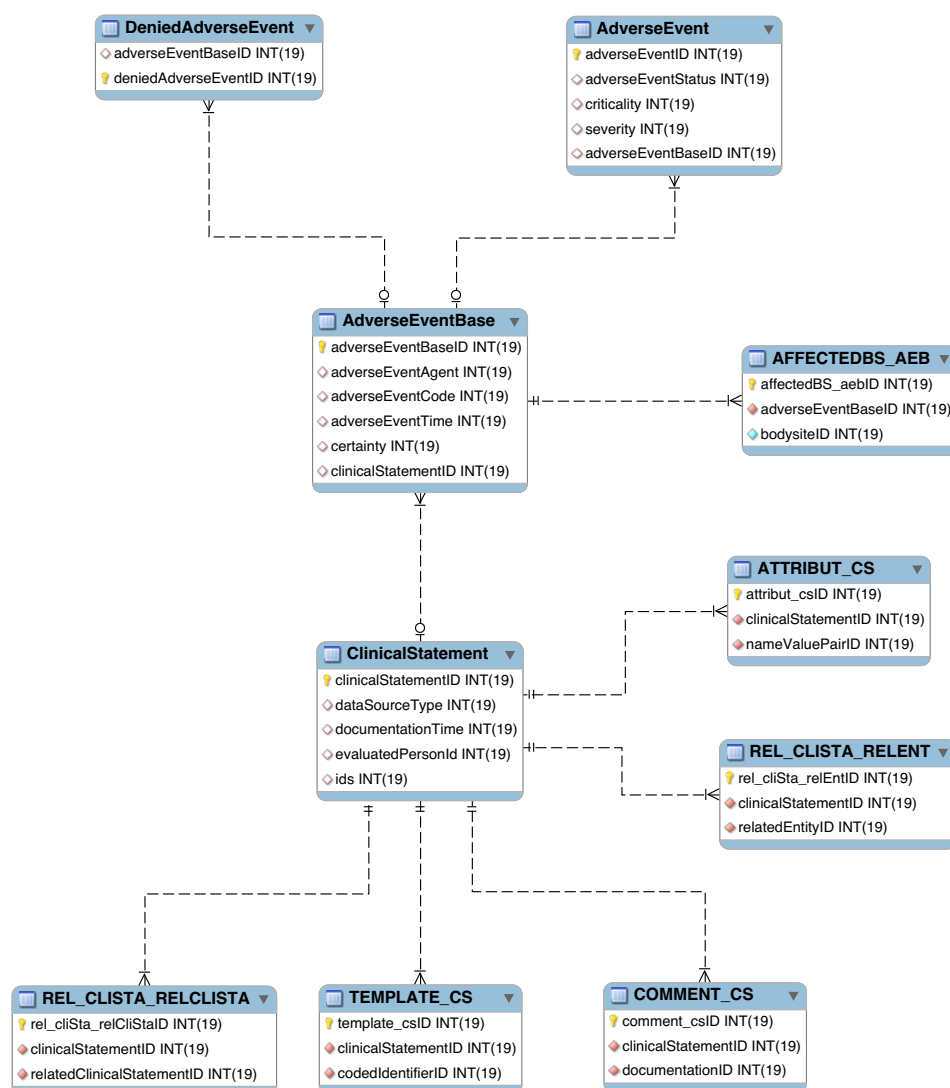 DeniedAdverseEvent
adverseEventBaseID INT(19)
deniedAdverseEventID INT(19)
AdverseEvent
adverseEventID INT(19)
adverseEventStatus INT(19)
criticality INT(19)
severity INT(19)
adverseEventBaseID INT(19)
AdverseEventBase
adverseEventBaseID INT(19)
adverseEventAgent INT(19)
adverseEventCode INT(19)
adverseEventTime INT(19)
certainty INT(19)
clinicalStatementID INT(19)
AFFECTEDBS_AEB
affectedBS_aebID INT(19)
adverseEventBaseID INT(19)
bodysiteID INT(19)
ATTRIBUT_CS
attribut_csID INT(19)
clinicalStatementID INT(19)
nameValuePairID INT(19)
ClinicalStatement
clinicalStatementID INT(19)
dataSourceType INT(19)
documentationTime INT(19)
evaluatedPersonId INT(19)
ids INT(19)
REL_CLISTA_RELENT
rel_cliSta_relEntID INT(19)
clinicalStatementID INT(19)
relatedEntityID INT(19)
REL_CLISTA_RELCLISTA
rel_cliSta_relCliStaID INT(19)
clinicalStatementID INT(19)
relatedClinicalStatementID INT(19)
TEMPLATE_CS
template_csID INT(19)
clinicalStatementID INT(19)
codedIdentifierID INT(19)
COMMENT_CS
comment_csID INT(19)
clinicalStatementID INT(19)
documentationID INT(19)